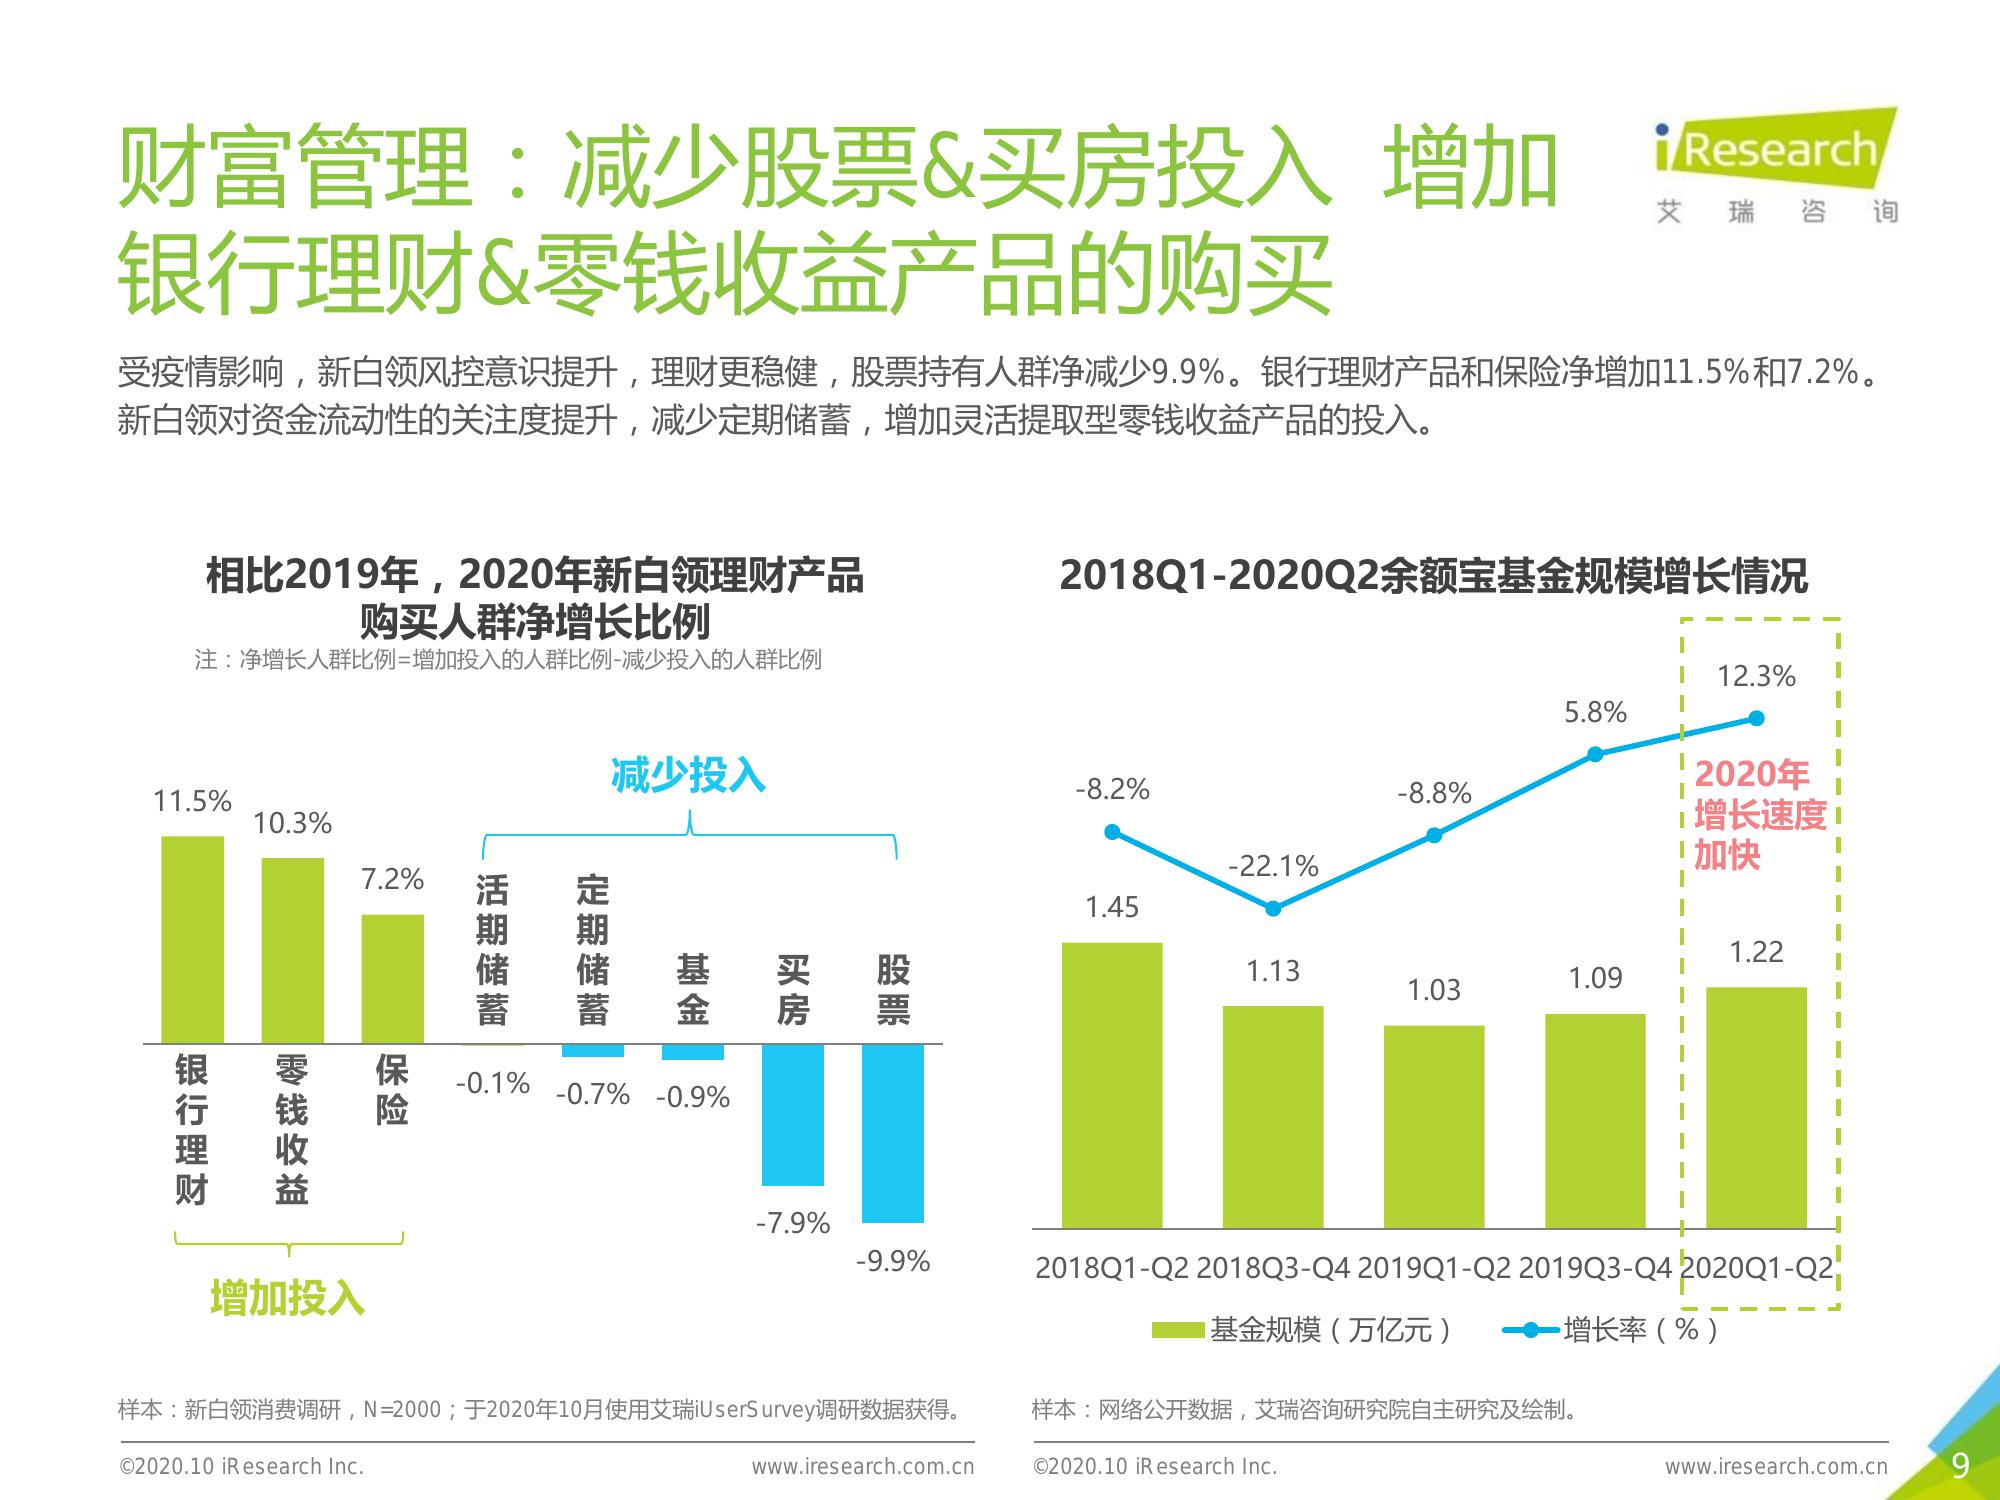 财富管理：减少股票&买房投入 增加
银行理财&零钱收益产品的购买
iResearch
艾瑞咨询
受疫情影响，新白领风控意识提升，理财更稳健，股票持有人群净减少9.9%。银行理财产品和保险净增加11.5%和7.2%。
新白领对资金流动性的关注度提升，减少定期储蓄，增加灵活提取型零钱收益产品的投入。
相比2019年，2020年新白领理财产品
购买人群净增长比例
注：净增长人群比例=增加投入的人群比例-减少投入的人群比例
减少投入
11.5%
10.3%
7.2%
活期储蓄
定期储蓄
基金
买房
股票
银行理财
零钱收益
保险
-0.1%
-0.7%
-0.9%
-7.9%
-9.9%
增加投入
样本：新白领消费调研，N=2000；于2020年10月使用艾瑞iUserSurvey调研数据获得。
2018Q1-2020Q2余额宝基金规模增长情况
-8.2%
-22.1%
-8.8%
5.8%
12.3%
2020年
增长速度
加快
1.45
1.13
1.03
1.09
1.22
2018Q1-Q2 2018Q3-Q4 2019Q1-Q2 2019Q3-Q4 2020Q1-Q2
基金规模（万亿元） 增长率（%）
样本：网络公开数据，艾瑞咨询研究院自主研究及绘制。
©2020.10 iResearch Inc. www.iresearch.com.cn
©2020.10 iResearch Inc. www.iresearch.com.cn
9